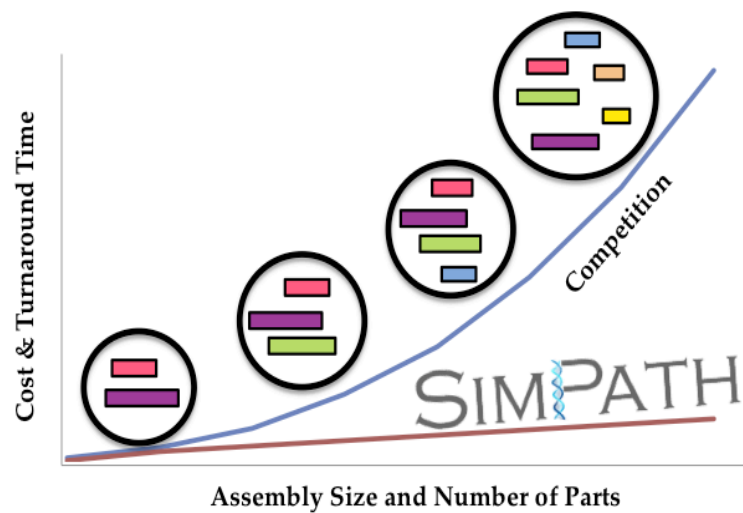 Cost & Turnaround Time
Competition
SIMPATH
Assembly Size and Number of Parts